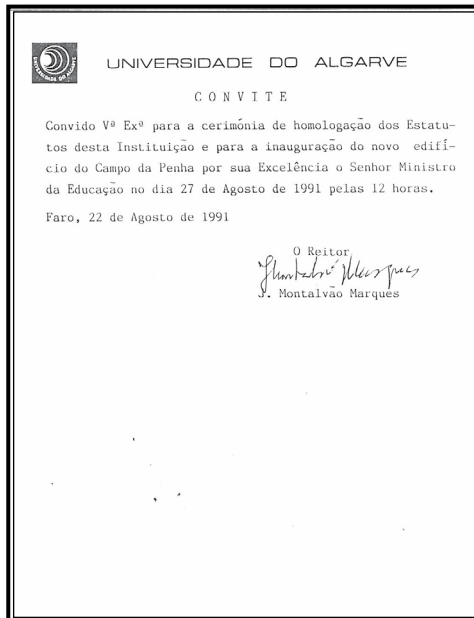 UNIVERSIDADE DO ALGARVE
CONVITE
Convido Vª Exª para a cerimónia de homologação dos Estatu-
tos desta Instituição e para a inauguração do novo edifí-
cio do Campo da Penha por sua Excelência o Senhor Ministro
da Educação no dia 27 de Agosto de 1991 pelas 12 horas.
Faro, 22 de Agosto de 1991
O Reitor
J. Montalvão Marques